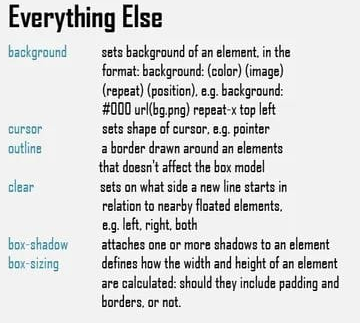 Everything Else
background sets background of an element, in the
format: background: (color) (image)
(repeat) (position), e.g. background:
#000 url(bg.png) repeat-x top left
cursor sets shape of cursor, e.g. pointer
outline a border drawn around an elements
that doesn't affect the box model
clear sets on what side a new line starts in
relation to nearby floated elements,
e.g. left, right, both
box-shadow attaches one or more shadows to an element
box-sizing defines how the width and height of an element
are calculated: should they include padding and
borders, or not.